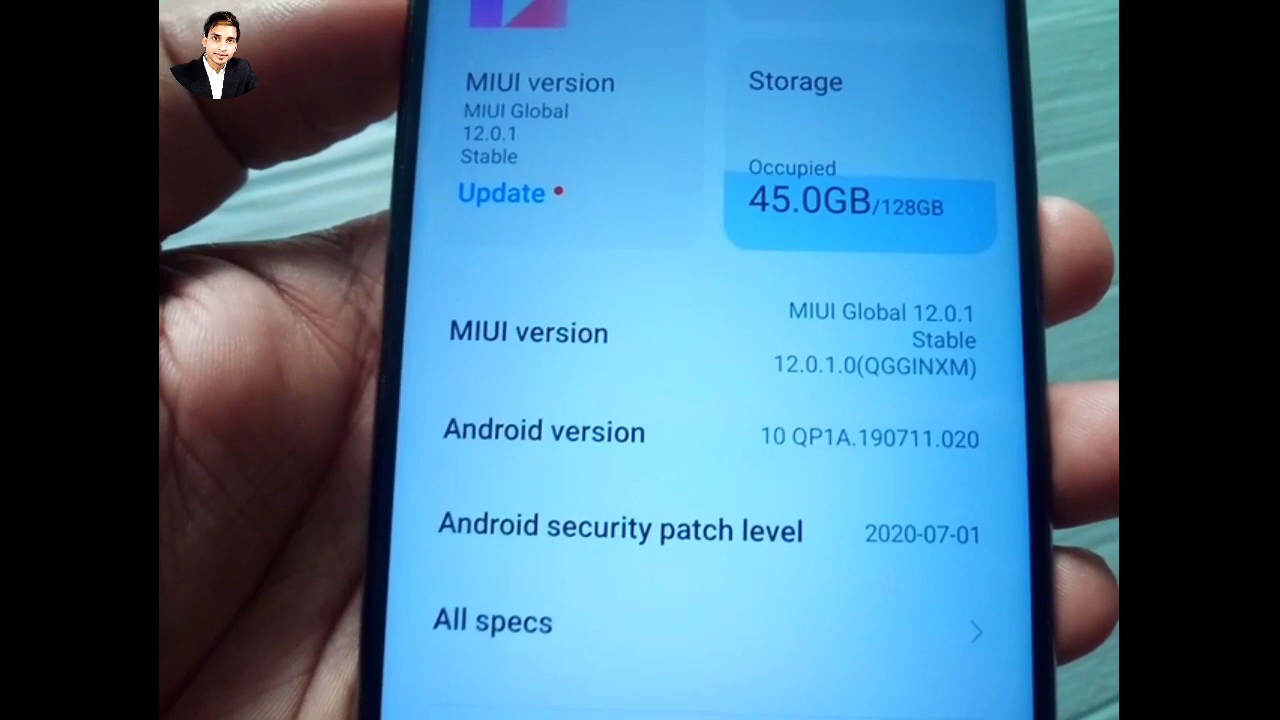 MIUI version
MIUI Global
12.0.1
Stable
Update
Storage
Occupied
45.0GB/128GB
MIUI version
MIUI Global 12.0.1
Stable
12.0.1.0(QGGINXM)
Android version
10 QP1A.190711.020
Android security patch level
2020-07-01
All specs